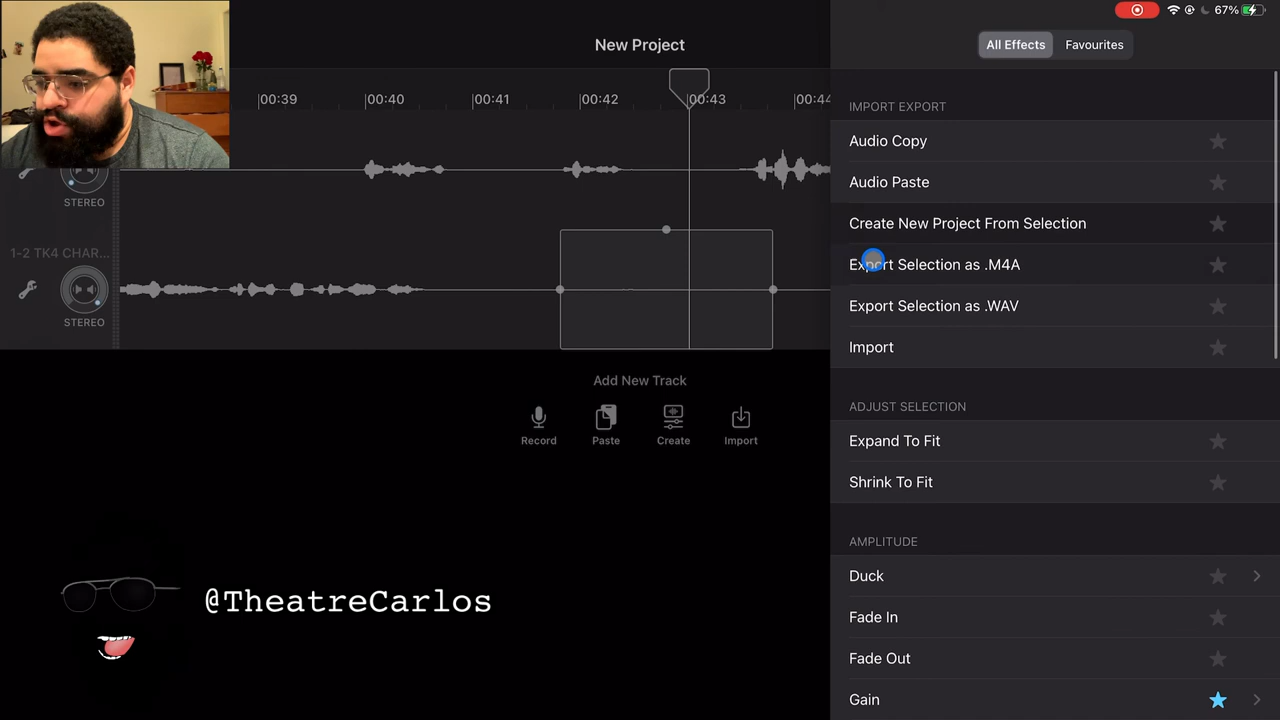 67%
New Project
All Effects
Favourites
00:39
00:40
00:41
00:42
00:43
00:44
IMPORT EXPORT
Audio Copy
Audio Paste
Create New Project From Selection
Export Selection as .M4A
Export Selection as .WAV
Import
STEREO
1-2 TK4 CHAR...
STEREO
Add New Track
Record
Paste
Create
Import
ADJUST SELECTION
Expand To Fit
Shrink To Fit
AMPLITUDE
Duck
Fade In
Fade Out
Gain
@TheatreCarlos